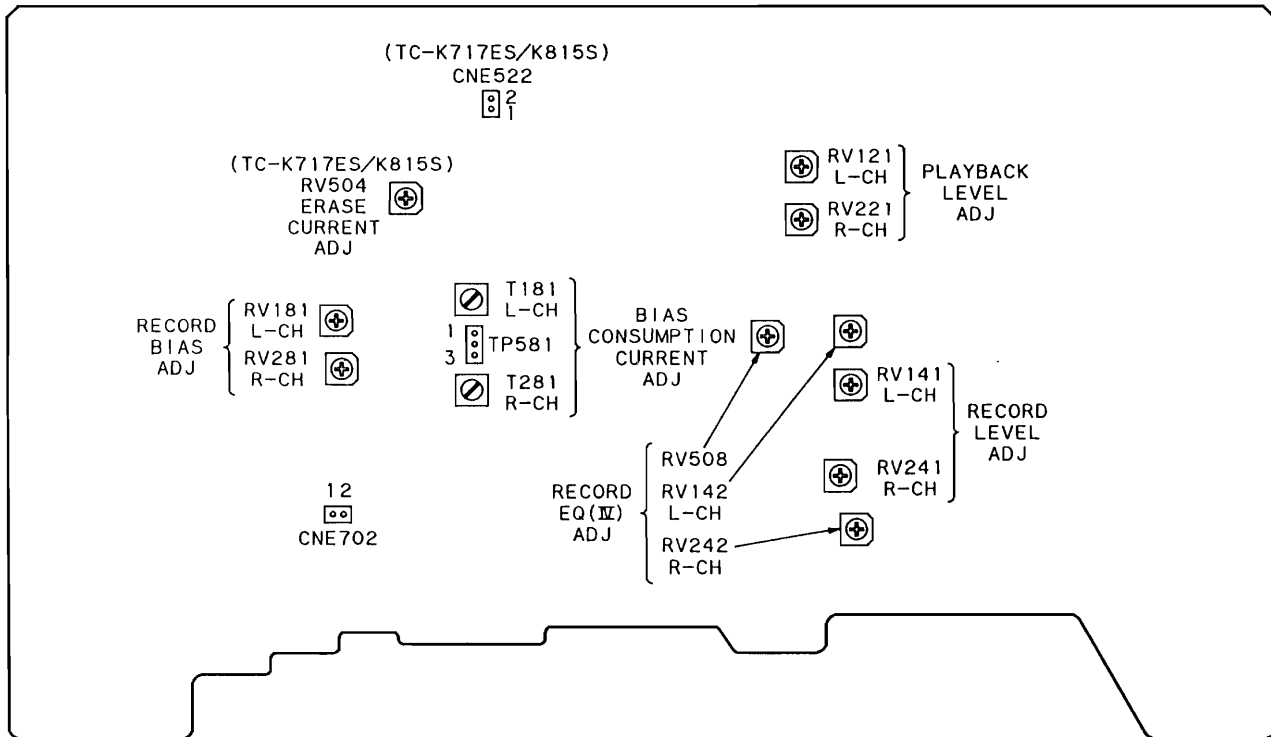 (TC-K717ES/K815S)
CNE522
2
1
(TC-K717ES/K815S)
RV504
ERASE
CURRENT
ADJ
RV121
L-CH
RV221
R-CH
PLAYBACK
LEVEL
ADJ
RECORD
BIAS
ADJ
RV181
L-CH
RV281
R-CH
T181
L-CH
1
3
TP581
T281
R-CH
BIAS
CONSUMPTION
CURRENT
ADJ
RV141
L-CH
RV241
R-CH
RECORD
LEVEL
ADJ
RECORD
EQ(Ⅳ)
ADJ
RV508
RV142
L-CH
RV242
R-CH
12
CNE702